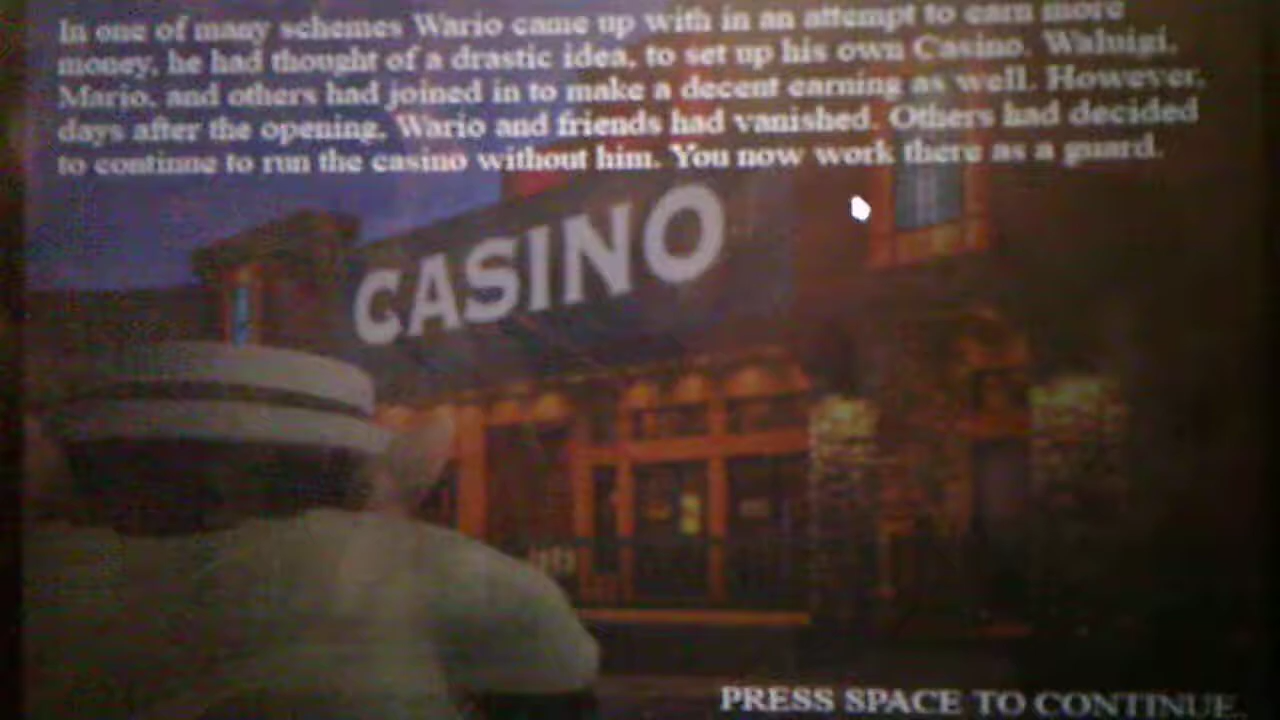 In one of many schemes Wario came up with in an attempt to earn more
money, he had thought of a drastic idea, to set up his own Casino. Waluigi,
Mario, and others had joined in to make a decent earning as well. However,
days after the opening, Wario and friends had vanished. Others had decided
to continue to run the casino without him. You now work there as a guard.
CASINO
PRESS SPACE TO CONTINUE.